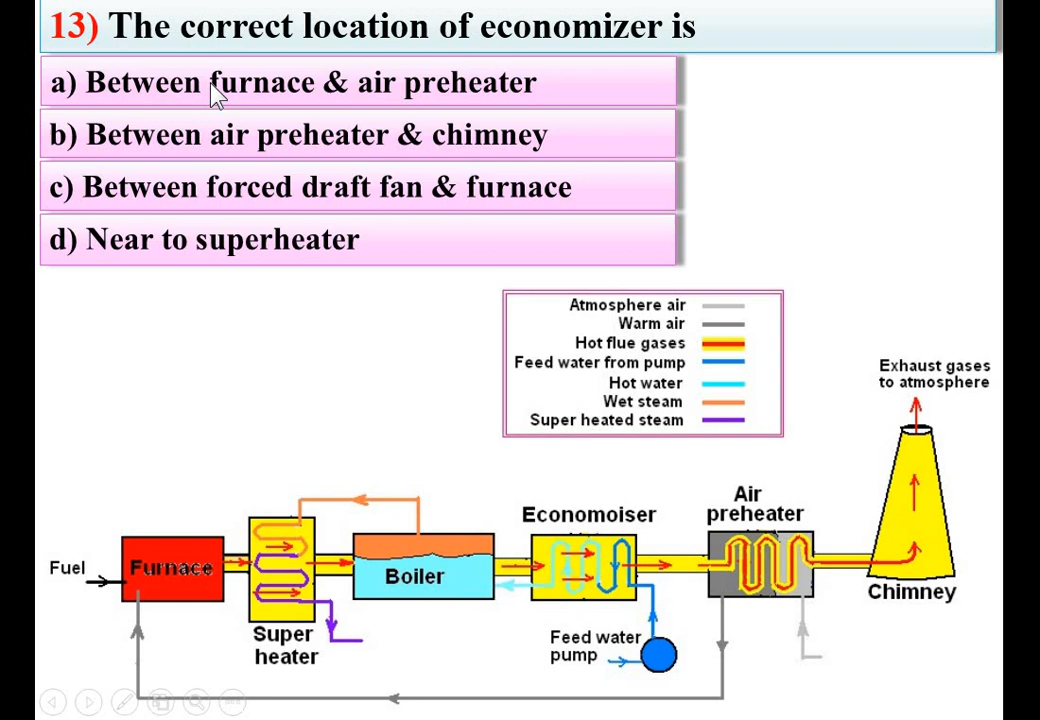 13) The correct location of economizer is
a) Between furnace & air preheater
b) Between air preheater & chimney
c) Between forced draft fan & furnace
d) Near to superheater
Atmosphere air
Warm air
Hot flue gases
Feed water from pump
Hot water
Wet steam
Super heated steam
Exhaust gases
to atmosphere
Air
preheater
Economoiser
Fuel
Furnace
Boiler
Chimney
Super
heater
Feed water
pump